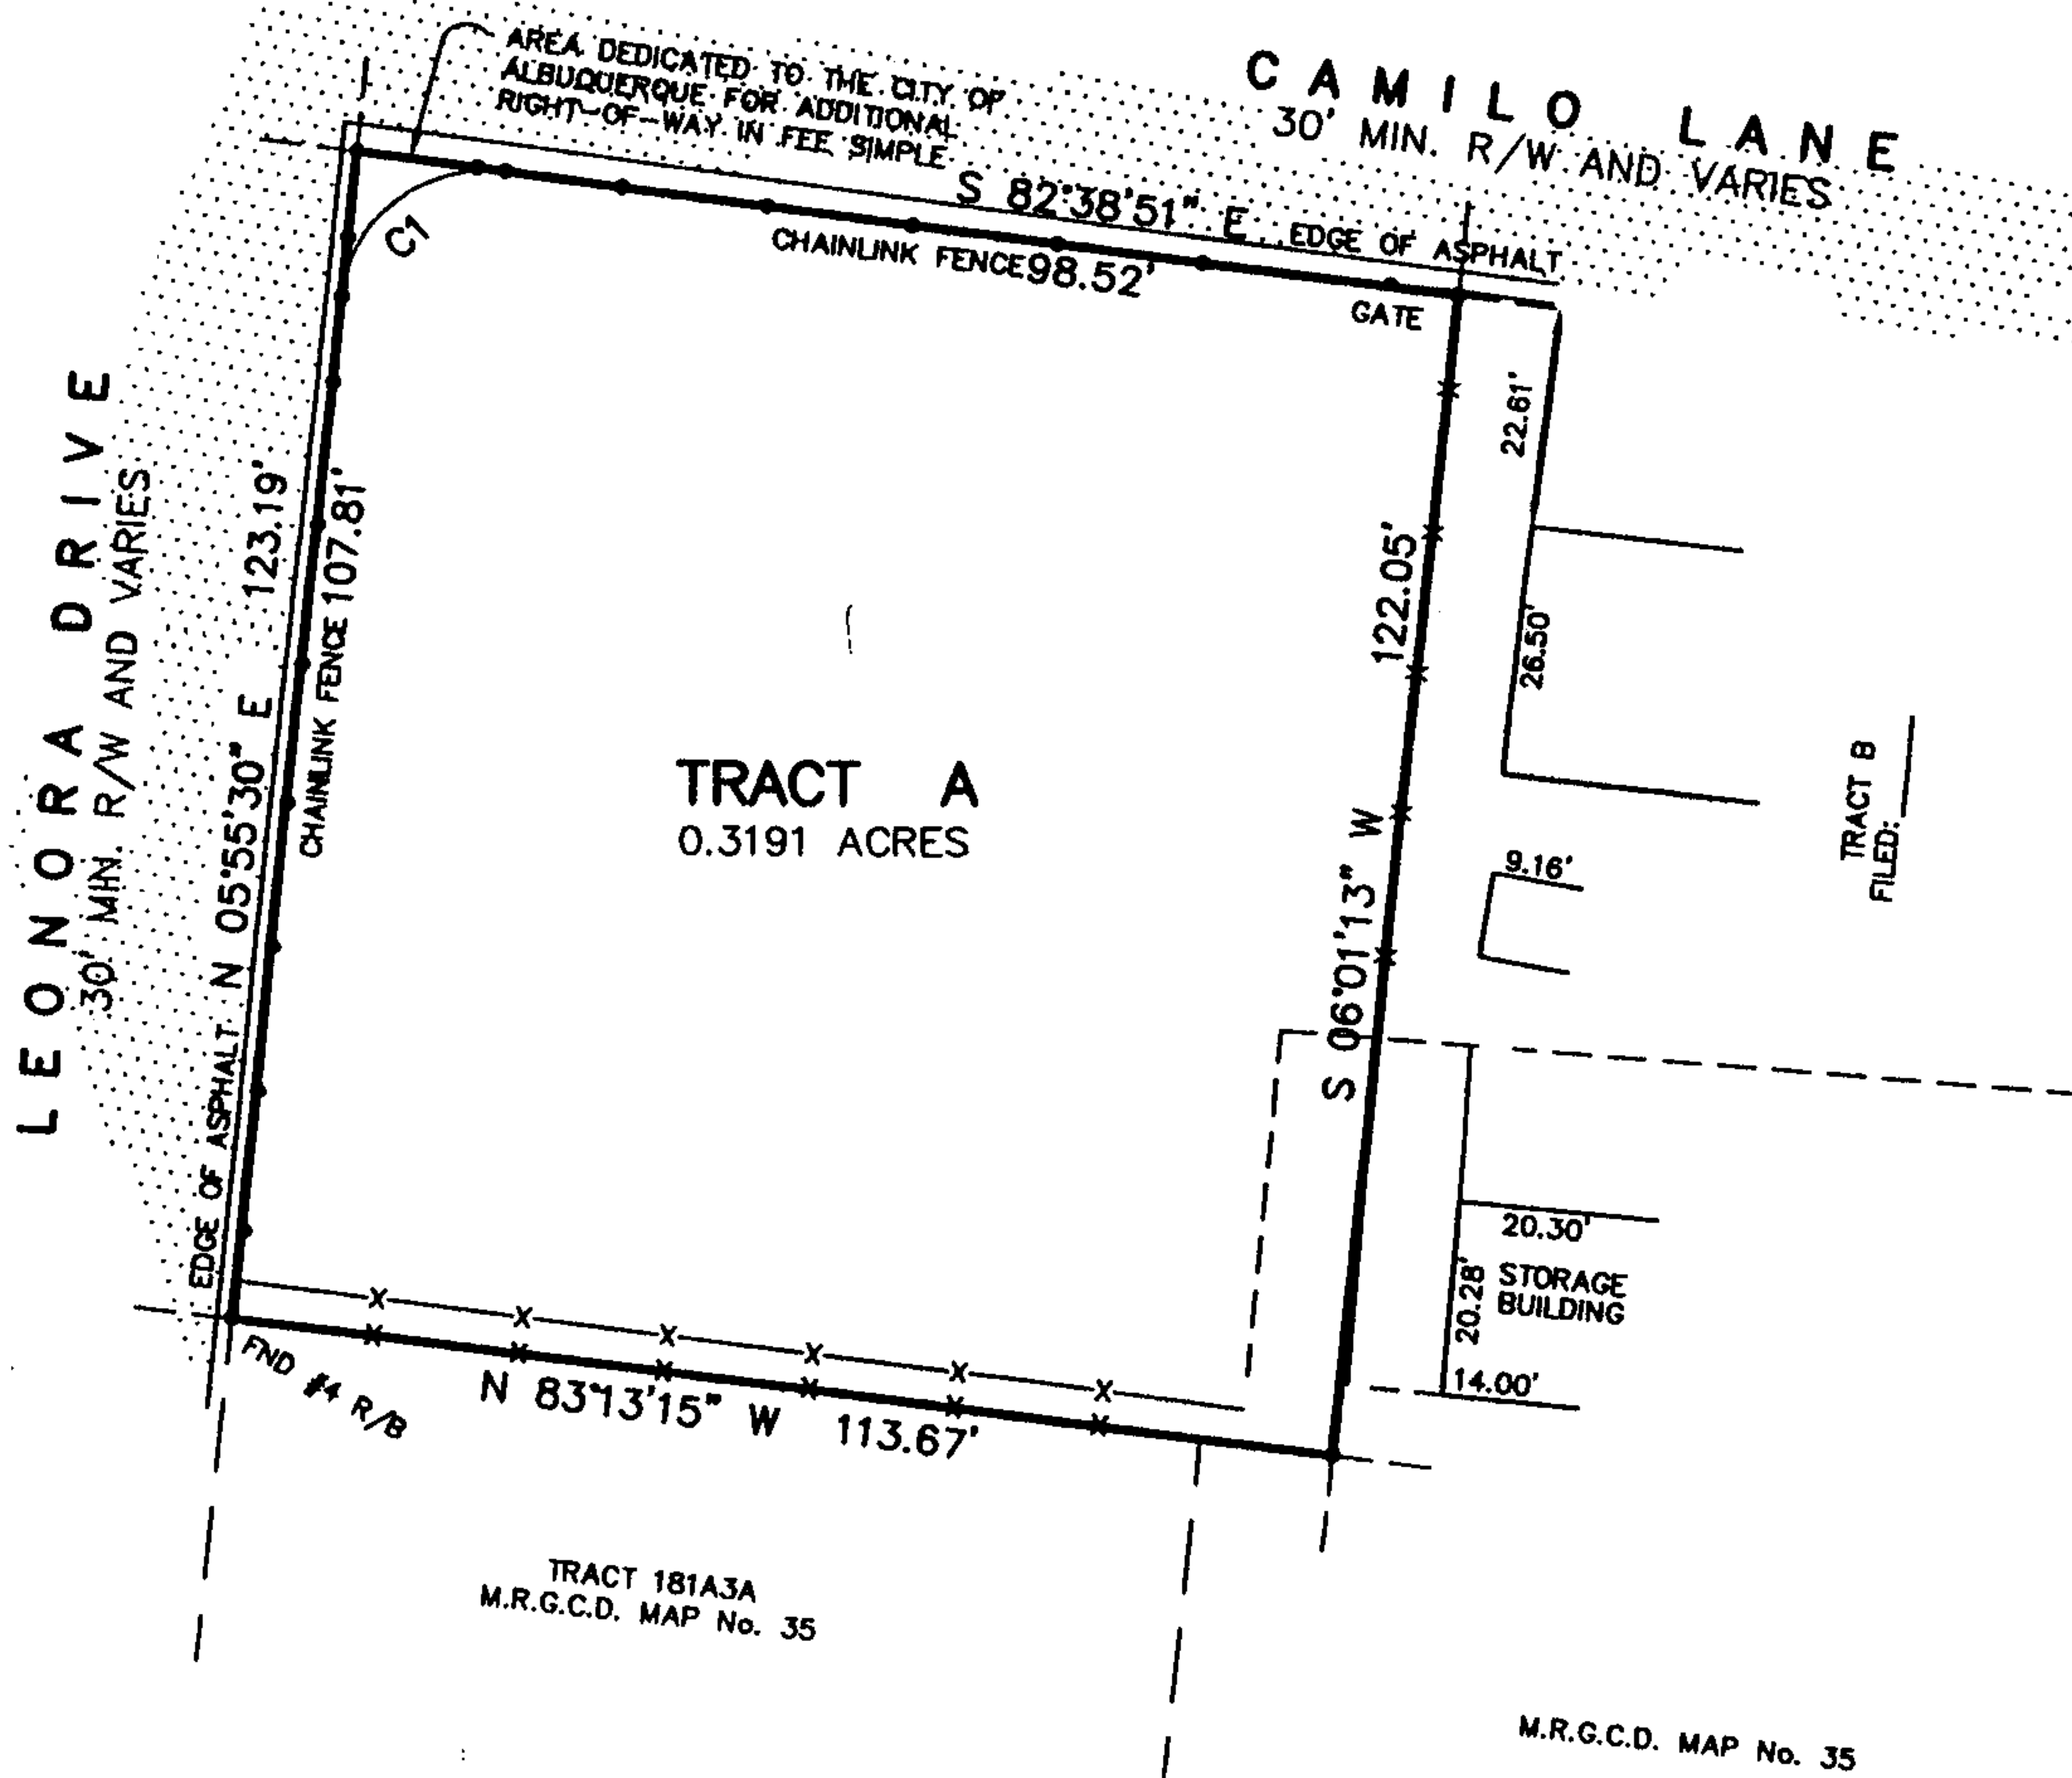 AREA DEDICATED TO THE CITY OF
ALBUQUERQUE FOR ADDITIONAL
RIGHT-OF-WAY IN FEE SIMPLE
CAMILO LANE
30' MIN. R/W AND VARIES
S 82°38'51" E
EDGE OF ASPHALT
CHAINLINK FENCE 98.52'
GATE
C1
LEONORA DRIVE
30' MIN. R/W AND VARIES
EDGE OF ASPHALT N 05°55'30" E 123.19'
CHAINLINK FENCE 107.81'
TRACT A
0.3191 ACRES
S 06°01'13" W 122.05'
22.61'
26.50'
9.16'
TRACT B
FILED:
20.30'
20.28'
STORAGE
BUILDING
14.00'
FND #4 R/B
N 83°13'15" W 113.67'
TRACT 181A3A
M.R.G.C.D. MAP No. 35
M.R.G.C.D. MAP No. 35